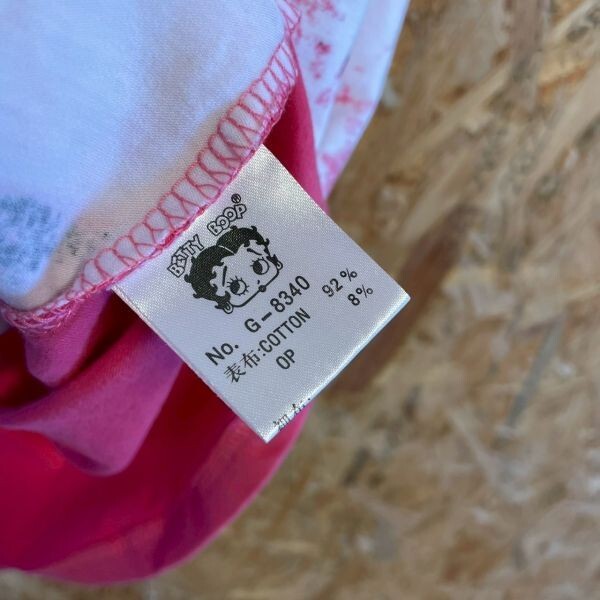 BETTY BOOP®
No. G-8340
表布:COTTON 92%
OP 8%